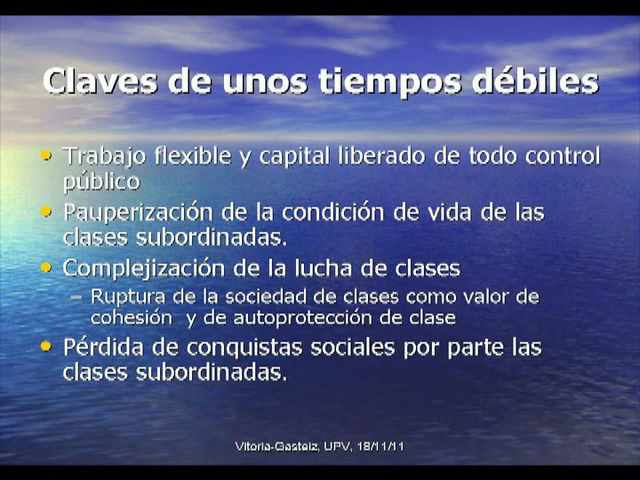 Claves de unos tiempos débiles
• Trabajo flexible y capital liberado de todo control
público
• Pauperización de la condición de vida de las
clases subordinadas.
• Complejización de la lucha de clases
– Ruptura de la sociedad de clases como valor de
cohesión y de autoprotección de clase
• Pérdida de conquistas sociales por parte las
clases subordinadas.
Vitoria-Gasteiz, UPV, 18/11/11